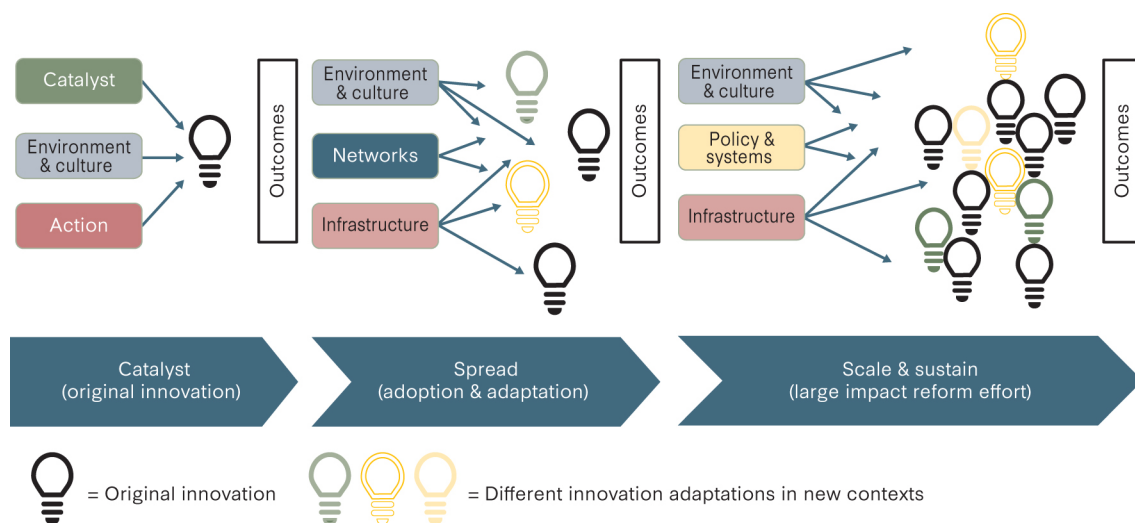 Catalyst
Environment
& culture
Action
Outcomes
Environment
& culture
Networks
Infrastructure
Outcomes
Environment
& culture
Policy &
systems
Infrastructure
Outcomes
Catalyst
(original innovation)
Spread
(adoption & adaptation)
Scale & sustain
(large impact reform effort)
= Original innovation
= Different innovation adaptations in new contexts